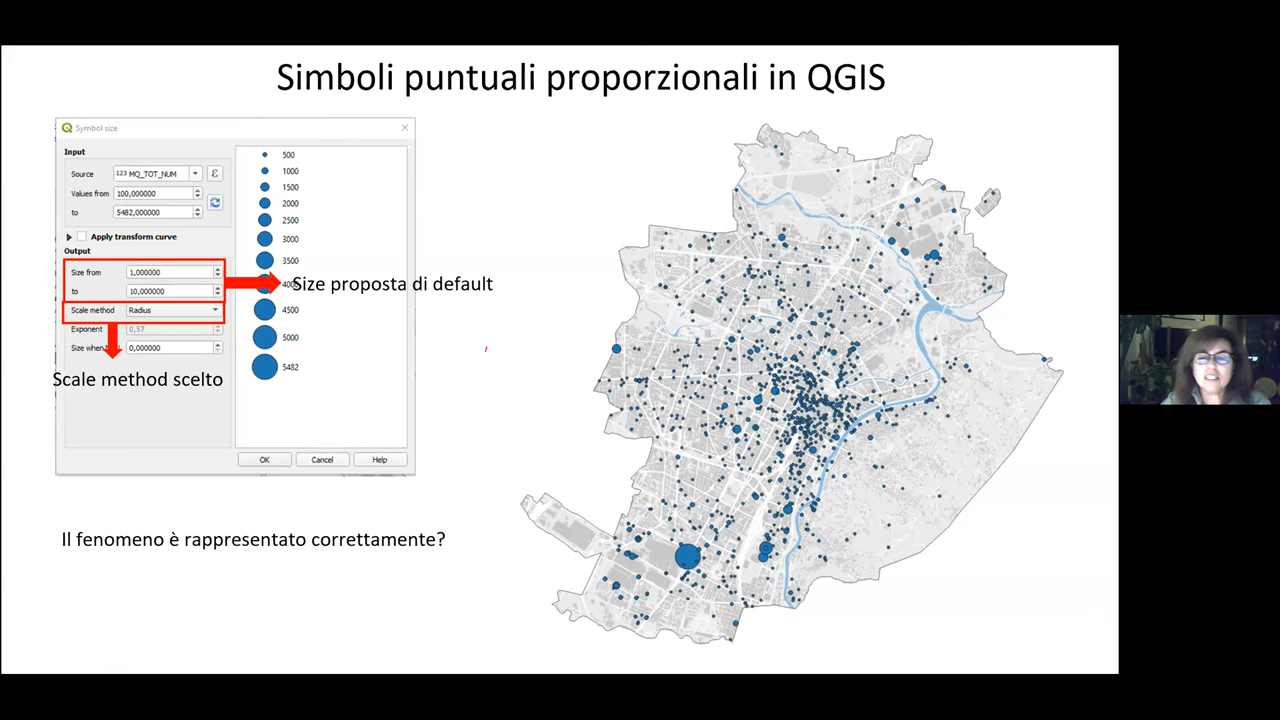 Simboli puntuali proporzionali in QGIS
Symbol size
Input
Source 123 MQ_TOT_NUM ε
Values from 100,000000
to 5482,000000
Apply transform curve
Output
Size from 1,000000
to 10,000000
Scale method Radius
Exponent 0,57
Size when 0,000000
500
1000
1500
2000
2500
3000
3500
4500
5000
5482
OK Cancel Help
Size proposta di default
Scale method scelto
Il fenomeno è rappresentato correttamente?